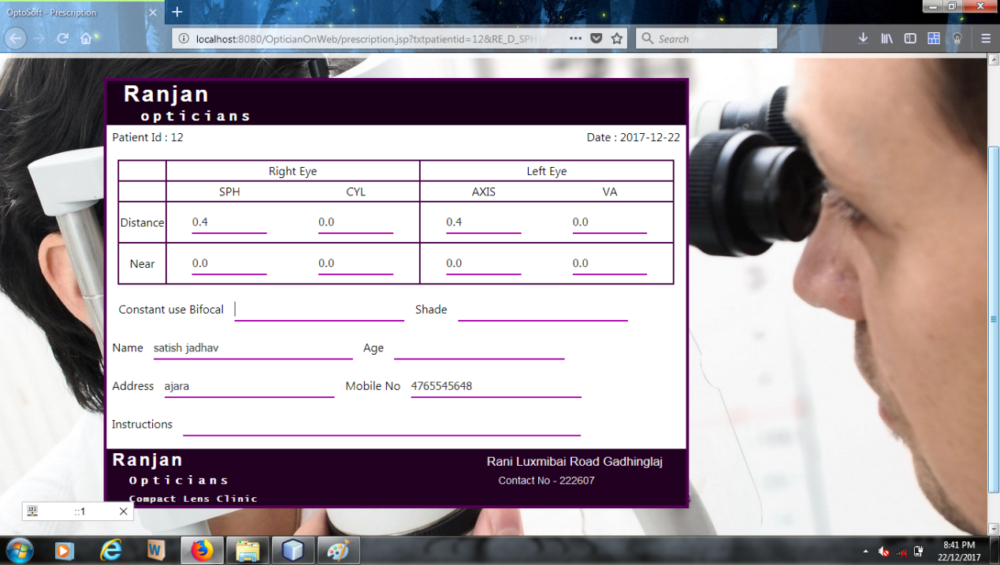 OptoSoft - Prescription
localhost:8080/OpticianOnWeb/prescription.jsp?txtpatientid=12&RE_D_SPH
Search
Ranjan
opticians
Patient Id : 12 Date : 2017-12-22
Right Eye Left Eye
SPH CYL AXIS VA
Distance 0.4 0.0 0.4 0.0
Near 0.0 0.0 0.0 0.0
Constant use Bifocal Shade
Name satish jadhav Age
Address ajara Mobile No 4765545648
Instructions
Ranjan Rani Luxmibai Road Gadhinglaj
Opticians Contact No - 222607
Compact Lens Clinic
::1
8:41 PM
22/12/2017